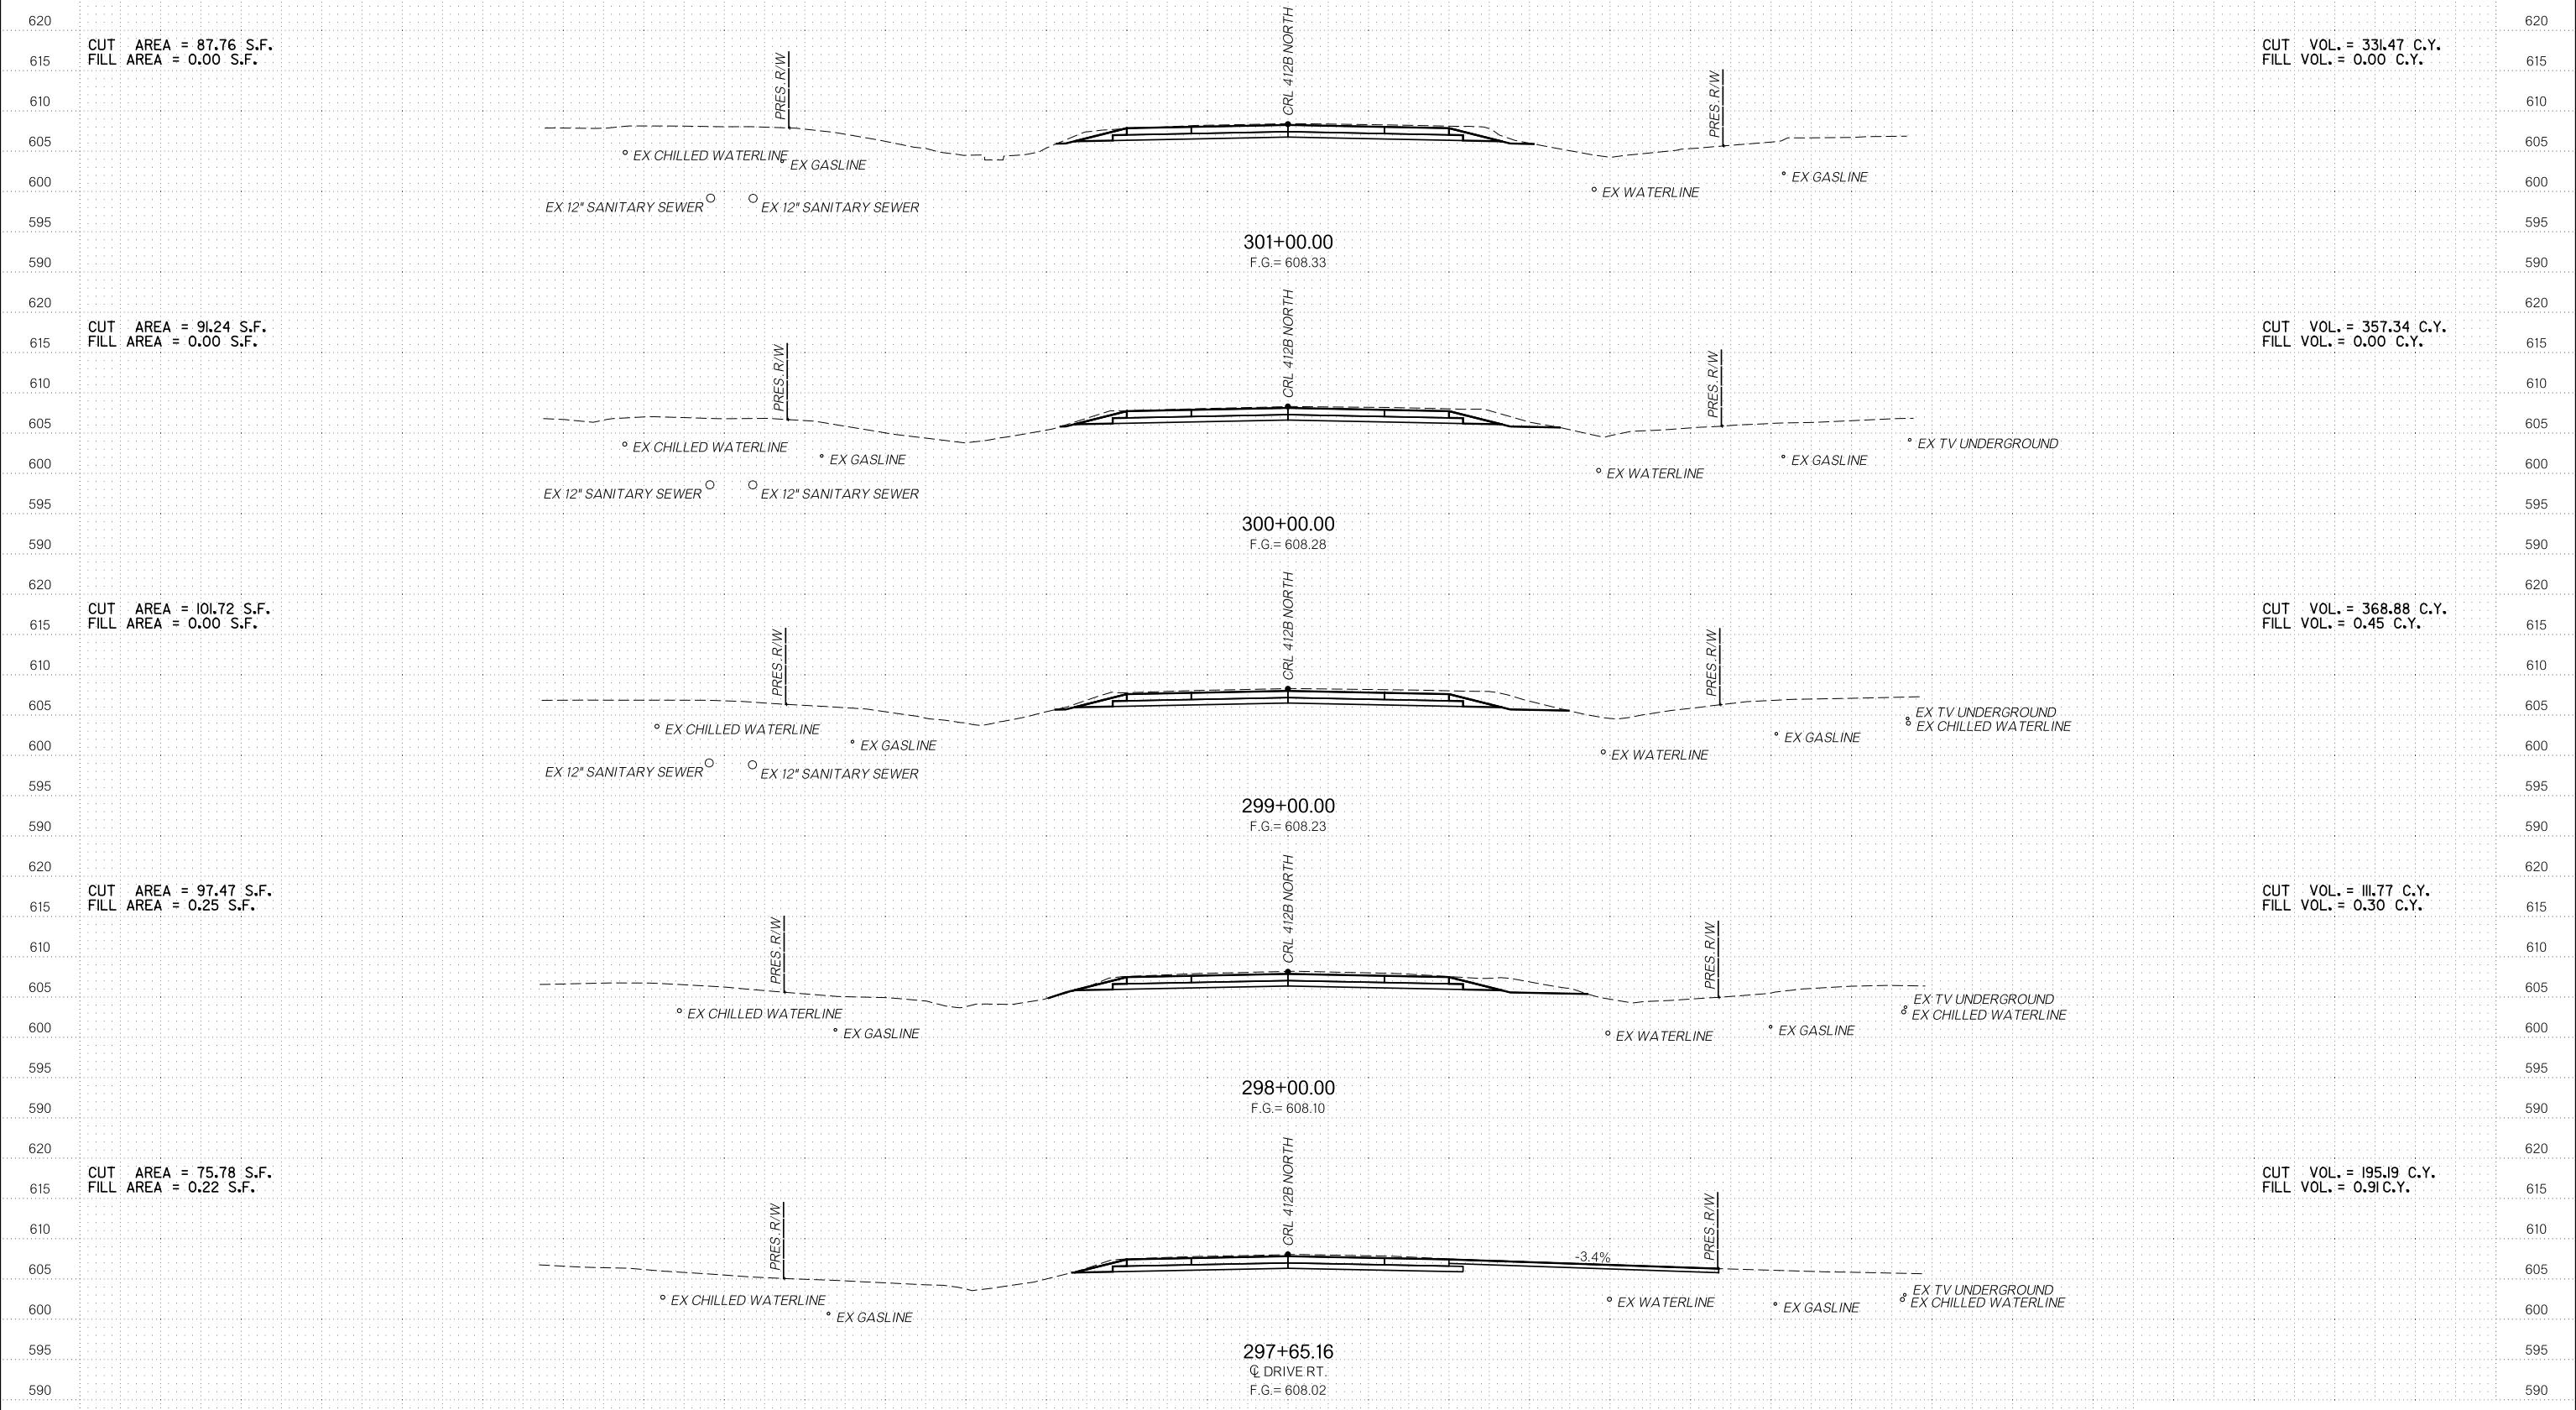 620
CUT AREA = 87.76 S.F.
FILL AREA = 0.00 S.F.
CUT VOL. = 331.47 C.Y.
FILL VOL. = 0.00 C.Y.
620
615
PRES. R/W
CRL 412B NORTH
PRES. R/W
615
610
610
605
EX CHILLED WATERLINE
EX GASLINE
605
600
EX GASLINE
EX WATERLINE
600
EX 12" SANITARY SEWER
EX 12" SANITARY SEWER
595
595
301+00.00
590
F.G.= 608.33
590
620
CUT AREA = 91.24 S.F.
FILL AREA = 0.00 S.F.
CUT VOL. = 357.34 C.Y.
FILL VOL. = 0.00 C.Y.
620
615
PRES. R/W
CRL 412B NORTH
PRES. R/W
615
610
610
605
605
EX CHILLED WATERLINE
EX GASLINE
EX TV UNDERGROUND
EX GASLINE
600
EX WATERLINE
600
EX 12" SANITARY SEWER
EX 12" SANITARY SEWER
595
595
300+00.00
590
F.G.= 608.28
590
620
CUT AREA = 101.72 S.F.
FILL AREA = 0.00 S.F.
CUT VOL. = 368.88 C.Y.
FILL VOL. = 0.45 C.Y.
620
615
PRES. R/W
CRL 412B NORTH
PRES. R/W
615
610
610
605
605
EX TV UNDERGROUND
EX CHILLED WATERLINE
EX CHILLED WATERLINE
EX GASLINE
EX GASLINE
600
EX WATERLINE
600
EX 12" SANITARY SEWER
EX 12" SANITARY SEWER
595
595
299+00.00
590
F.G.= 608.23
590
620
CUT AREA = 97.47 S.F.
FILL AREA = 0.25 S.F.
CUT VOL. = 111.77 C.Y.
FILL VOL. = 0.30 C.Y.
620
615
PRES. R/W
CRL 412B NORTH
PRES. R/W
615
610
610
605
605
EX TV UNDERGROUND
EX CHILLED WATERLINE
EX CHILLED WATERLINE
600
EX GASLINE
EX WATERLINE
EX GASLINE
600
595
595
298+00.00
590
F.G.= 608.10
590
620
CUT AREA = 75.78 S.F.
FILL AREA = 0.22 S.F.
CUT VOL. = 195.19 C.Y.
FILL VOL. = 0.91 C.Y.
620
615
PRES. R/W
CRL 412B NORTH
PRES. R/W
615
610
610
-3.4%
605
605
EX TV UNDERGROUND
EX CHILLED WATERLINE
EX CHILLED WATERLINE
EX WATERLINE
EX GASLINE
600
EX GASLINE
600
595
297+65.16
595
℄ DRIVE RT.
590
F.G.= 608.02
590